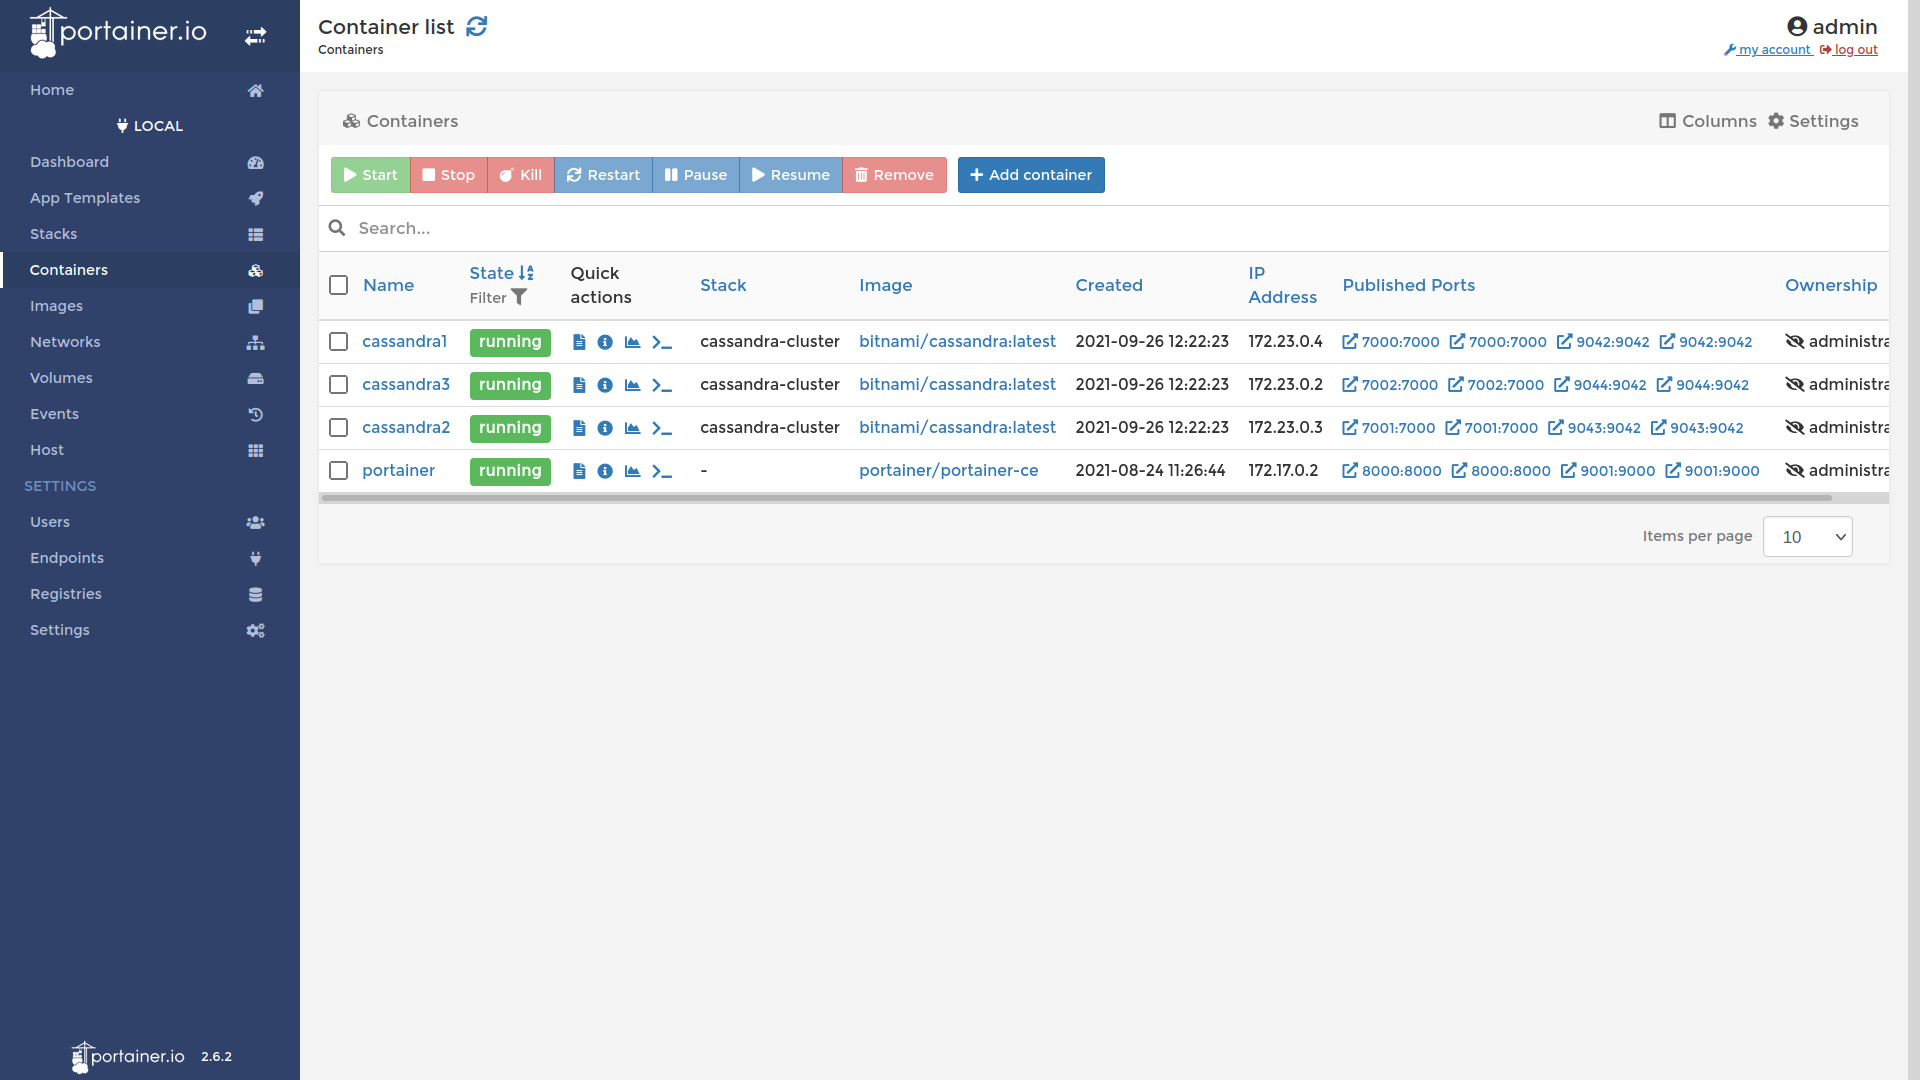 portainer.io
Container list
Containers
admin
my account log out
Home
LOCAL
Dashboard
App Templates
Stacks
Containers
Images
Networks
Volumes
Events
Host
SETTINGS
Users
Endpoints
Registries
Settings
portainer.io 2.6.2
Containers
Columns Settings
Start Stop Kill Restart Pause Resume Remove Add container
Search...
Name State Filter Quick actions Stack Image Created IP Address Published Ports Ownership
cassandra1 running cassandra-cluster bitnami/cassandra:latest 2021-09-26 12:22:23 172.23.0.4 7000:7000 7000:7000 9042:9042 9042:9042 administra
cassandra3 running cassandra-cluster bitnami/cassandra:latest 2021-09-26 12:22:23 172.23.0.2 7002:7000 7002:7000 9044:9042 9044:9042 administra
cassandra2 running cassandra-cluster bitnami/cassandra:latest 2021-09-26 12:22:23 172.23.0.3 7001:7000 7001:7000 9043:9042 9043:9042 administra
portainer running - portainer/portainer-ce 2021-08-24 11:26:44 172.17.0.2 8000:8000 8000:8000 9001:9000 9001:9000 administra
Items per page 10